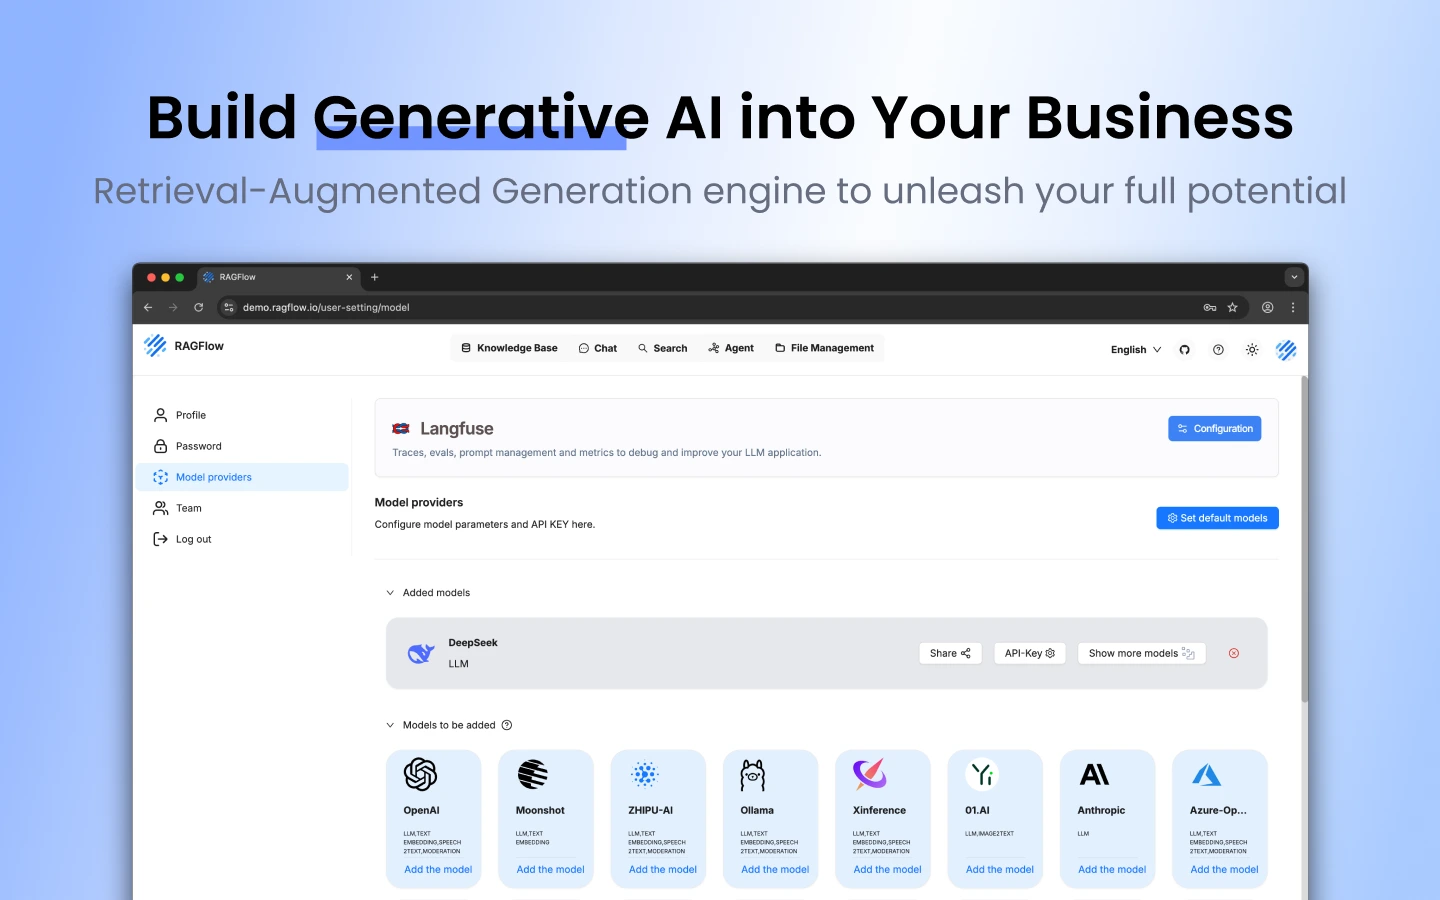 Build Generative AI into Your Business
Retrieval-Augmented Generation engine to unleash your full potential
RAGFlow
demo.ragflow.io/user-setting/model
RAGFlow
Knowledge Base
Chat
Search
Agent
File Management
English
Profile
Password
Model providers
Team
Log out
Langfuse
Traces, evals, prompt management and metrics to debug and improve your LLM application.
Configuration
Model providers
Configure model parameters and API KEY here.
Set default models
Added models
DeepSeek
LLM
Share
API-Key
Show more models
Models to be added
OpenAI
LLM,TEXT
EMBEDDING,SPEECH
2TEXT,MODERATION
Add the model
Moonshot
LLM,TEXT
EMBEDDING
Add the model
ZHIPU-AI
LLM,TEXT
EMBEDDING,SPEECH
2TEXT,MODERATION
Add the model
Ollama
LLM,TEXT
EMBEDDING,SPEECH
2TEXT,MODERATION
Add the model
Xinference
LLM,TEXT
EMBEDDING,SPEECH
2TEXT,MODERATION
Add the model
01.AI
LLM,IMAGE2TEXT
Add the model
Anthropic
LLM
Add the model
Azure-Op...
LLM,TEXT
EMBEDDING,SPEECH
2TEXT,MODERATION
Add the model